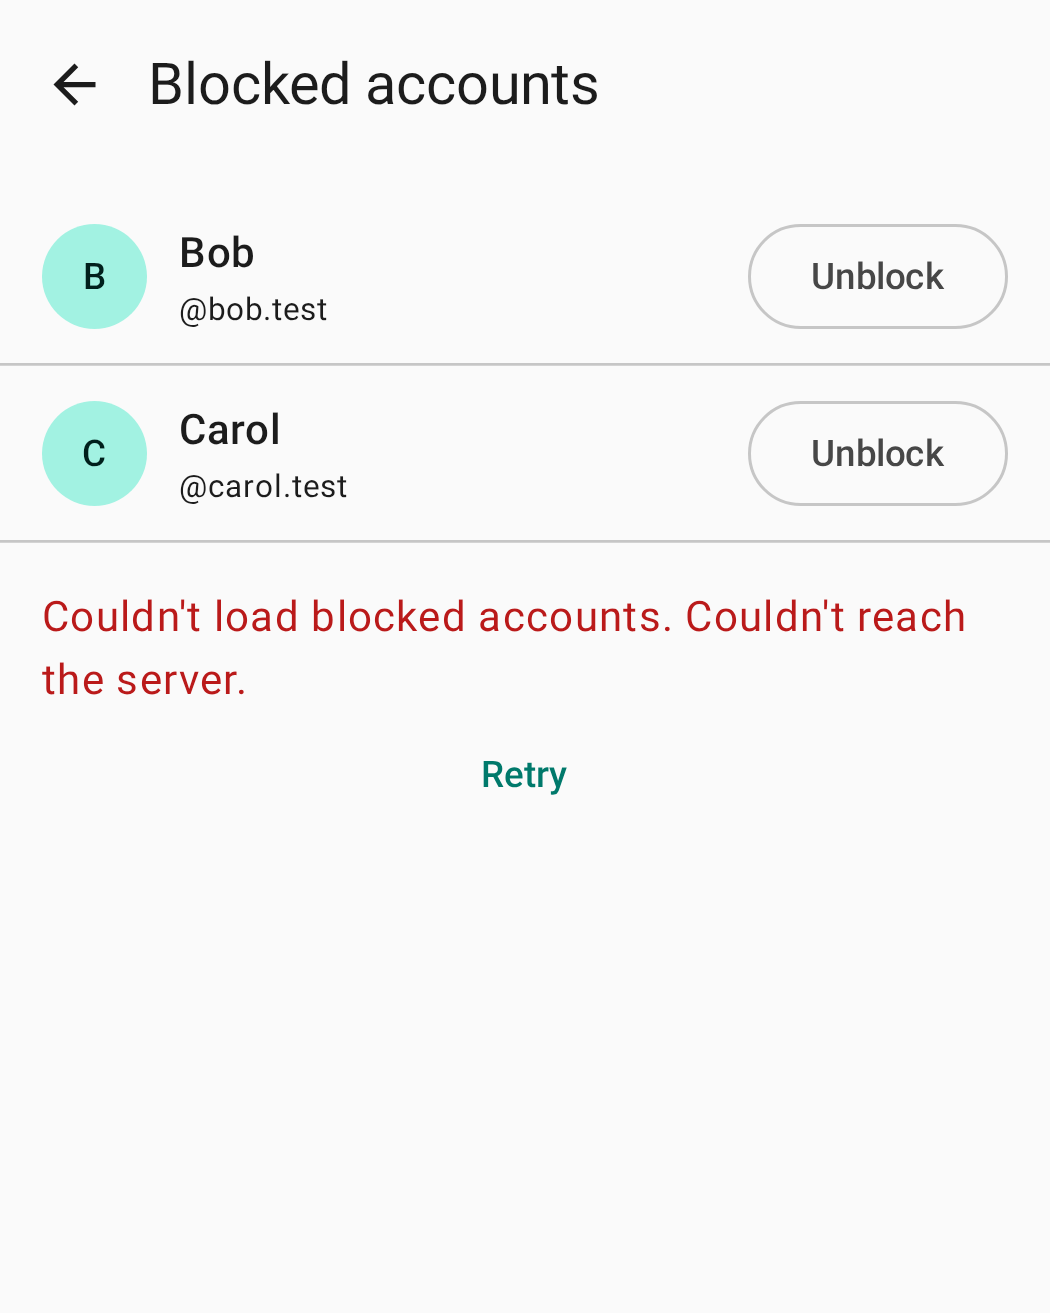 Blocked accounts
B
Bob
@bob.test
Unblock
C
Carol
@carol.test
Unblock
Couldn't load blocked accounts. Couldn't reach
the server.
Retry